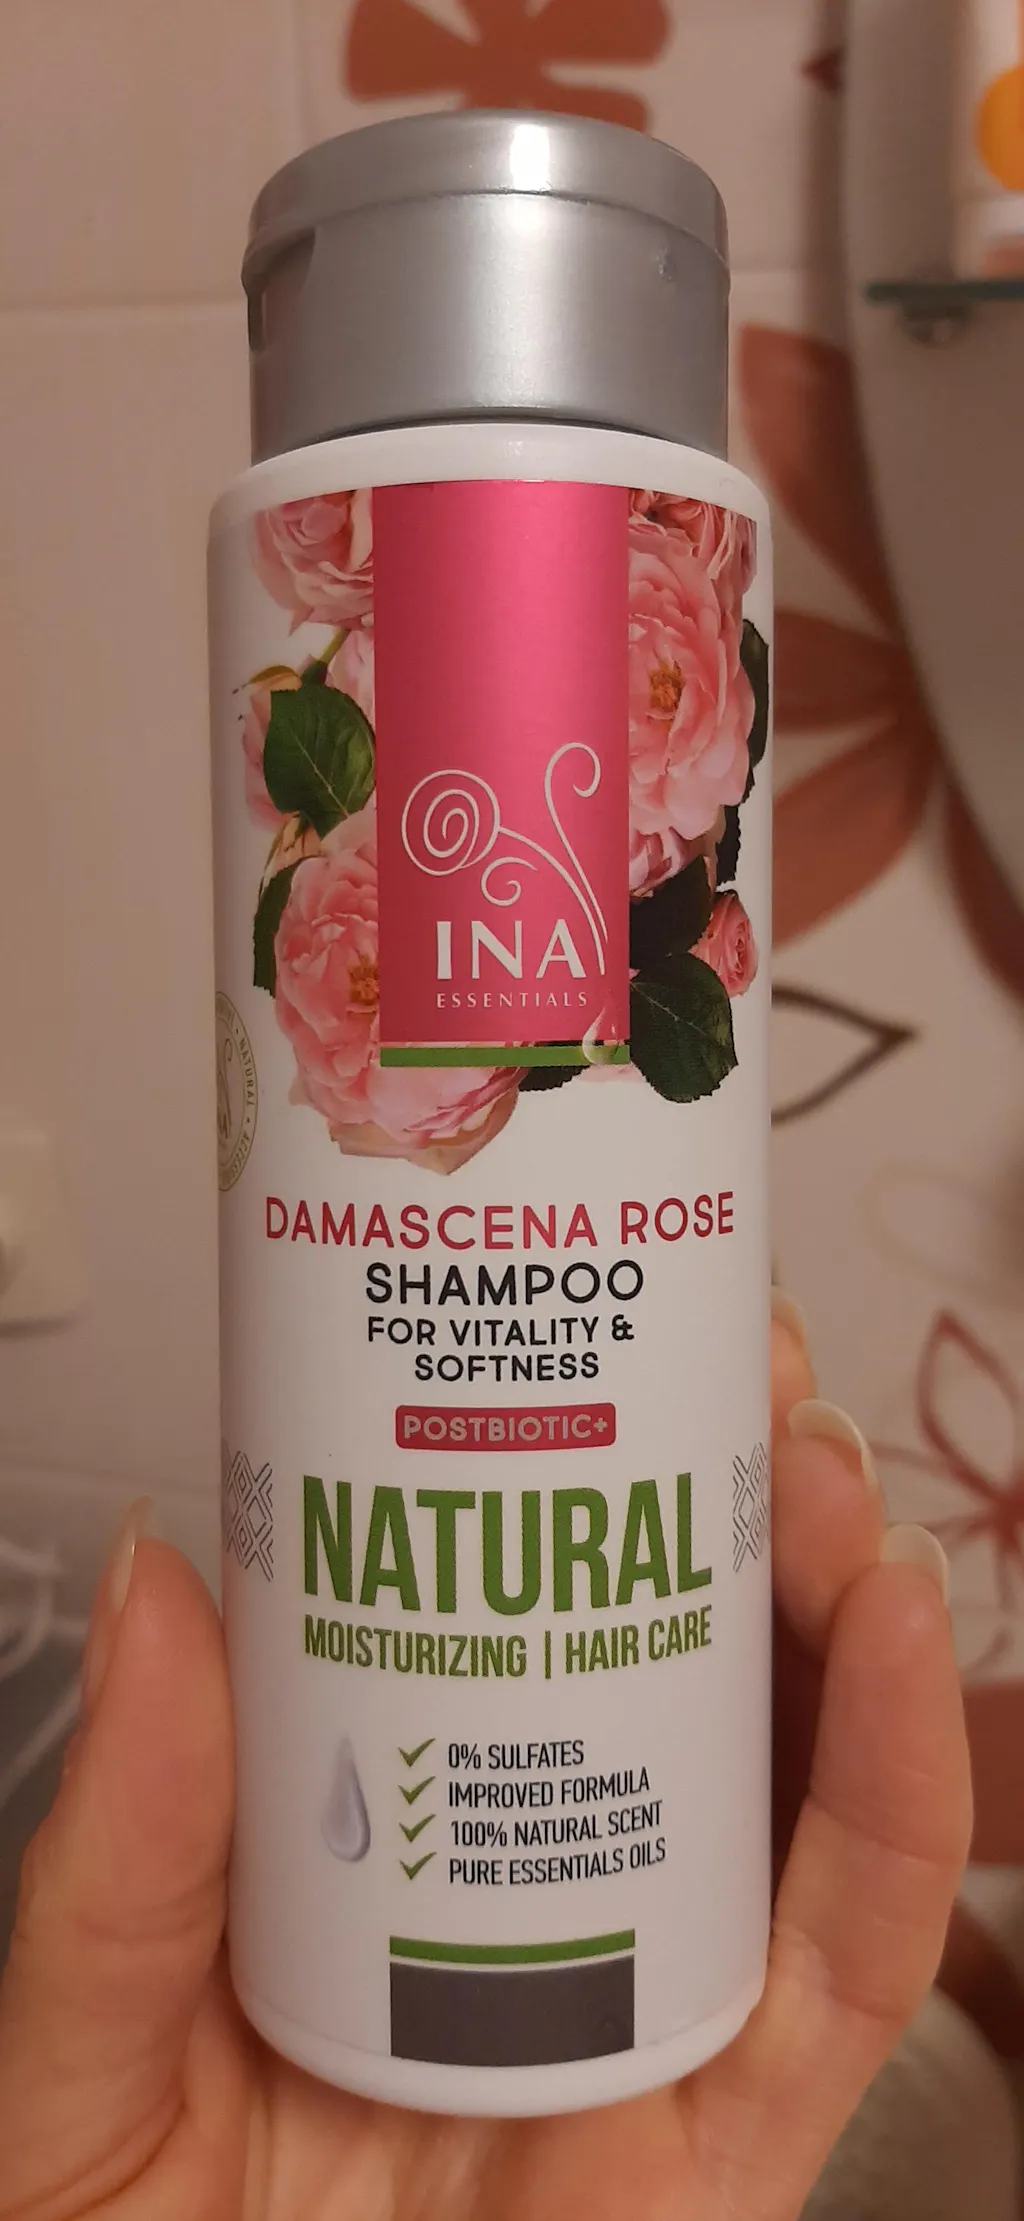 INA
ESSENTIALS
NATURAL
DAMASCENA ROSE
SHAMPOO
FOR VITALITY &
SOFTNESS
POSTBIOTIC+
NATURAL
MOISTURIZING | HAIR CARE
0% SULFATES
IMPROVED FORMULA
100% NATURAL SCENT
PURE ESSENTIALS OILS